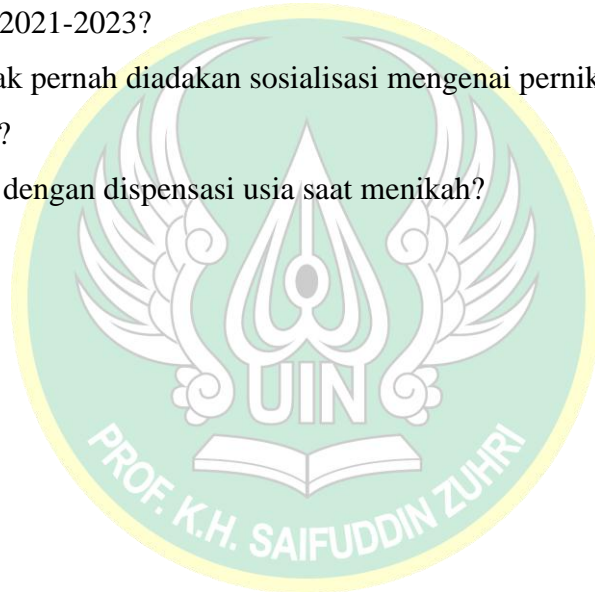 2021-2023?
ak pernah diadakan sosialisasi mengenai pernik
?
dengan dispensasi usia saat menikah?
UIN
PROF. K.H. SAIFUDDIN ZUHRI